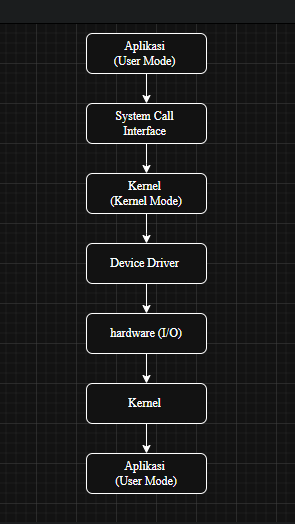 Aplikasi
(User Mode)
System Call
Interface
Kernel
(Kernel Mode)
Device Driver
hardware (I/O)
Kernel
Aplikasi
(User Mode)